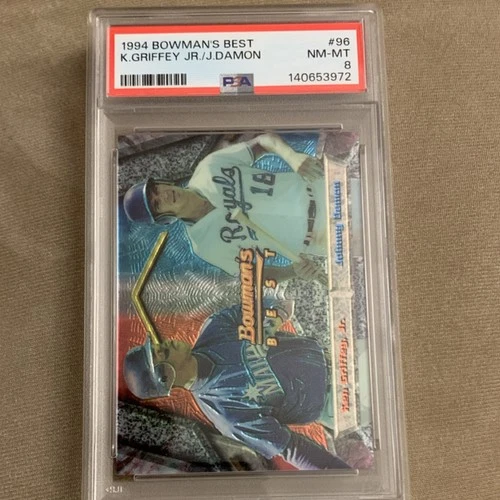 1994 BOWMAN'S BEST #96
K.GRIFFEY JR./J.DAMON NM-MT
8
PSA 140653972
Royals
18
Johnny Damon
Bowman's
BEST
Ken Griffey, Jr.